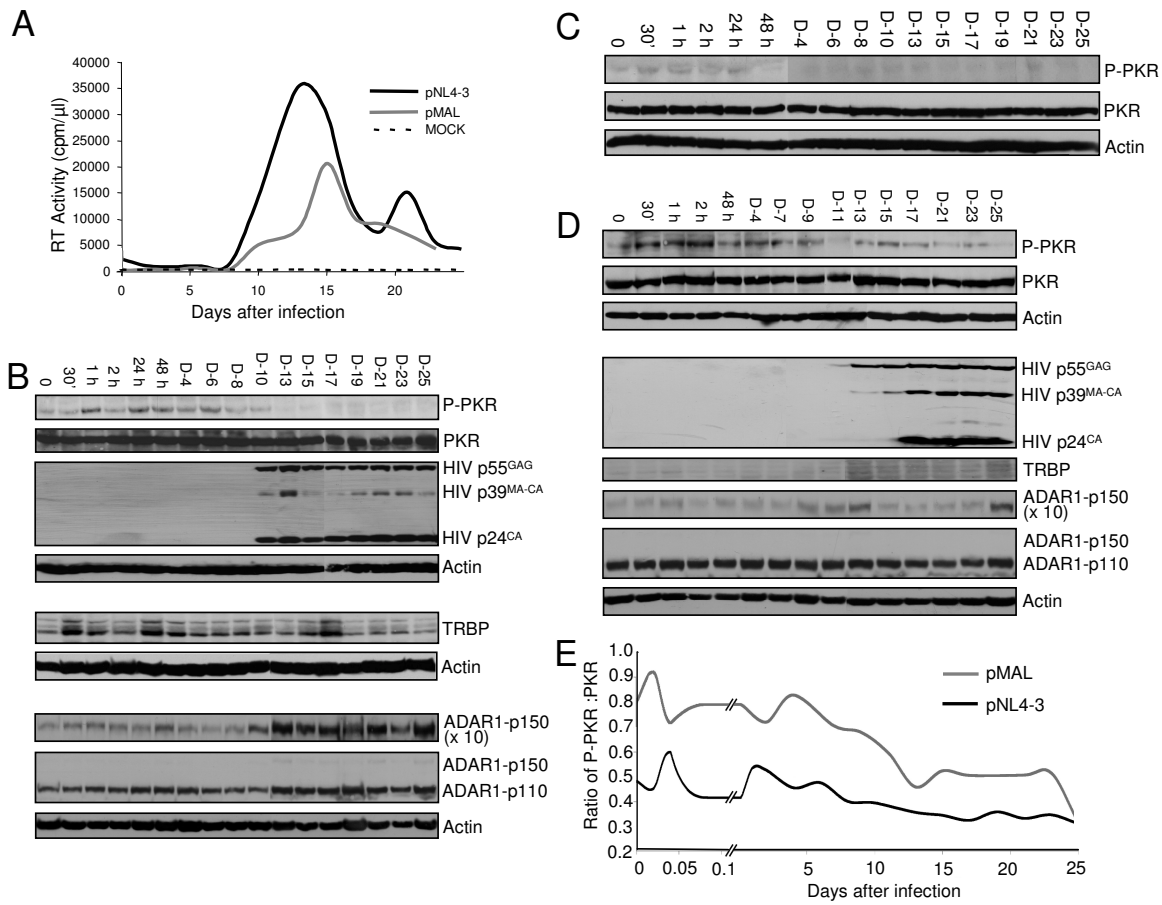 A
RT Activity (cpm/µl)
40000
35000
30000
25000
20000
15000
10000
5000
0
0 5 10 15 20
Days after infection
pNL4-3
pMAL
MOCK
B
0 30' 1 h 2 h 24 h 48 h D-4 D-6 D-8 D-10 D-13 D-15 D-17 D-19 D-21 D-23 D-25
P-PKR
PKR
HIV p55GAG
HIV p39MA-CA
HIV p24CA
Actin
TRBP
Actin
ADAR1-p150
(x 10)
ADAR1-p150
ADAR1-p110
Actin
C
0 30' 1 h 2 h 24 h 48 h D-4 D-6 D-8 D-10 D-13 D-15 D-17 D-19 D-21 D-23 D-25
P-PKR
PKR
Actin
D
0 30' 1 h 2 h 48 h D-4 D-7 D-9 D-11 D-13 D-15 D-17 D-21 D-23 D-25
P-PKR
PKR
Actin
HIV p55GAG
HIV p39MA-CA
HIV p24CA
TRBP
ADAR1-p150
(x 10)
ADAR1-p150
ADAR1-p110
Actin
E
Ratio of P-PKR :PKR
1.0
0.9
0.8
0.7
0.6
0.5
0.4
0.3
0.2
0 0.05 0.1 5 10 15 20 25
Days after infection
pMAL
pNL4-3